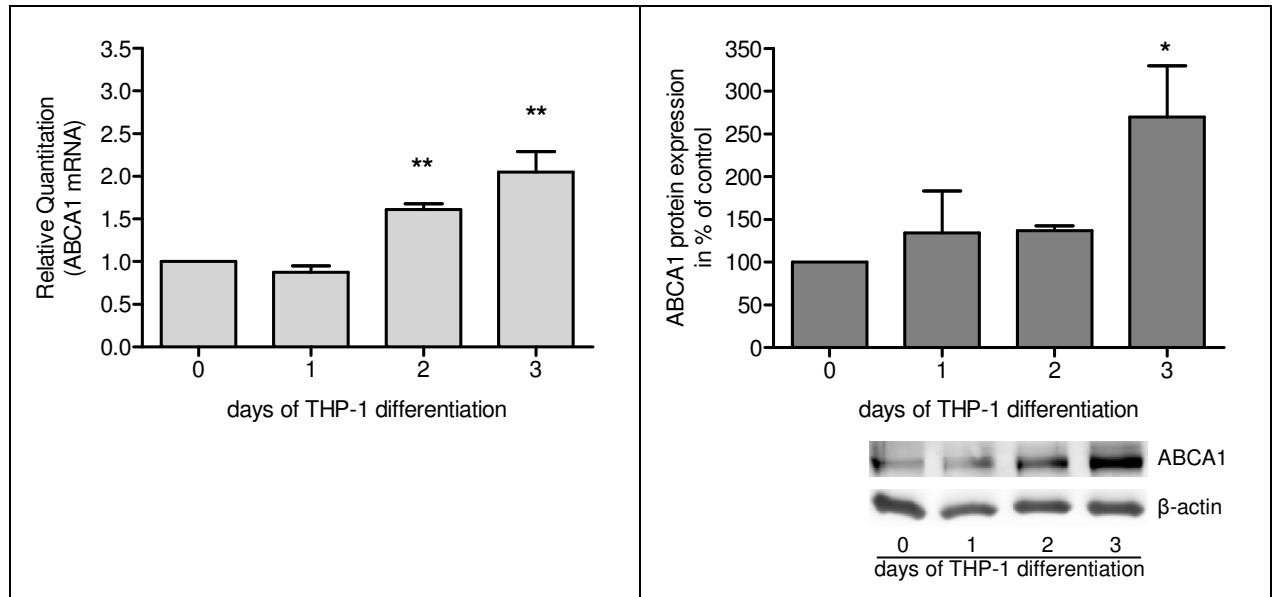 Relative Quantitation
(ABCA1 mRNA)
3.5
3.0
2.5
2.0
1.5
1.0
0.5
0.0
**
**
0 1 2 3
days of THP-1 differentiation
ABCA1 protein expression
in % of control
350
300
250
200
150
100
50
0
*
0 1 2 3
days of THP-1 differentiation
ABCA1
β-actin
0 1 2 3
days of THP-1 differentiation